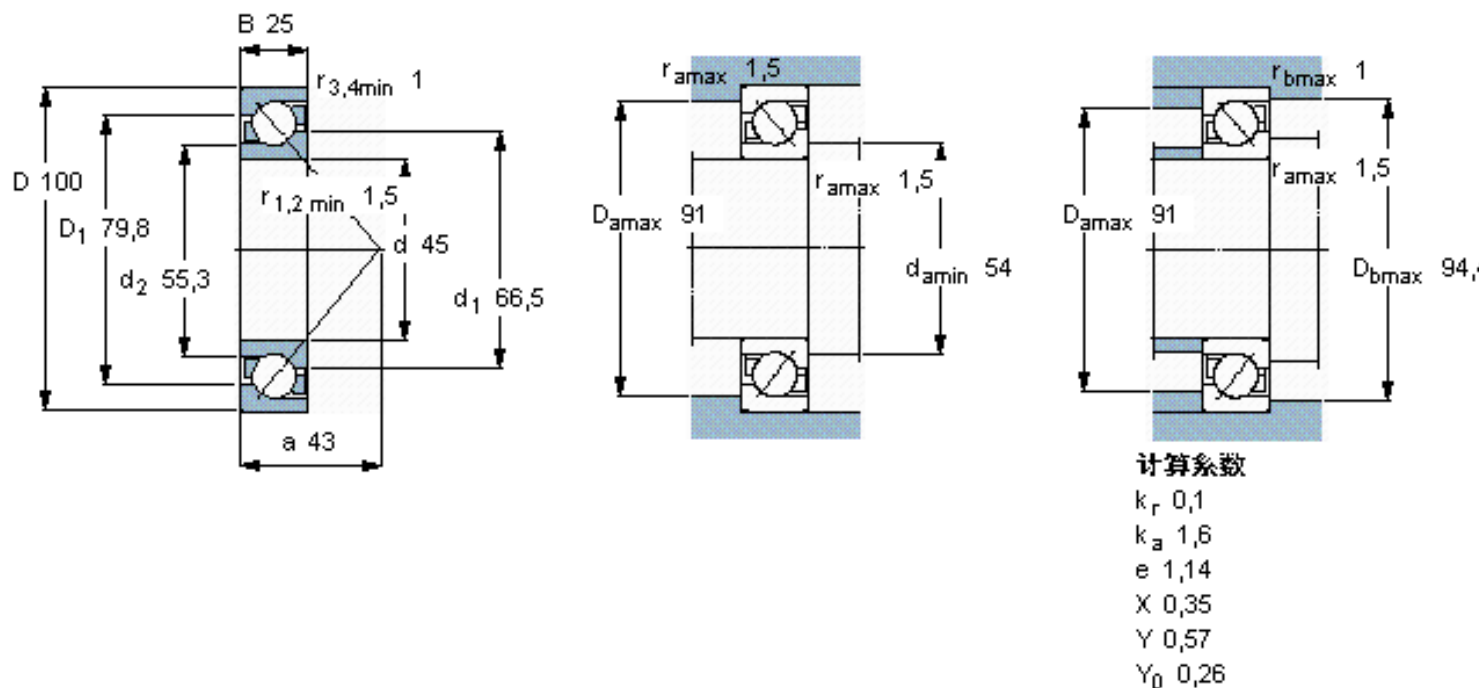 B 25
r3,4min 1
D 100
D1 79,8
d2 55,3
r1,2 min 1,5
d 45
d1 66,5
a 43
ramax 1,5
ramax 1,5
Damax 91
damin 54
rbmax 1
ramax 1,5
Damax 91
Dbmax 94,
计算系数
kr 0,1
ka 1,6
e 1,14
X 0,35
Y 0,57
Y0 0,26